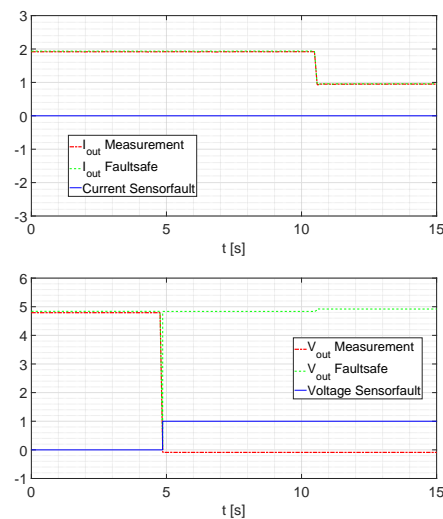 3
2
1
0
-1
-2
-3
I_out Measurement
I_out Faultsafe
Current Sensorfault
0 5 10 15
t [s]
6
5
4
3
2
1
0
-1
V_out Measurement
V_out Faultsafe
Voltage Sensorfault
0 5 10 15
t [s]